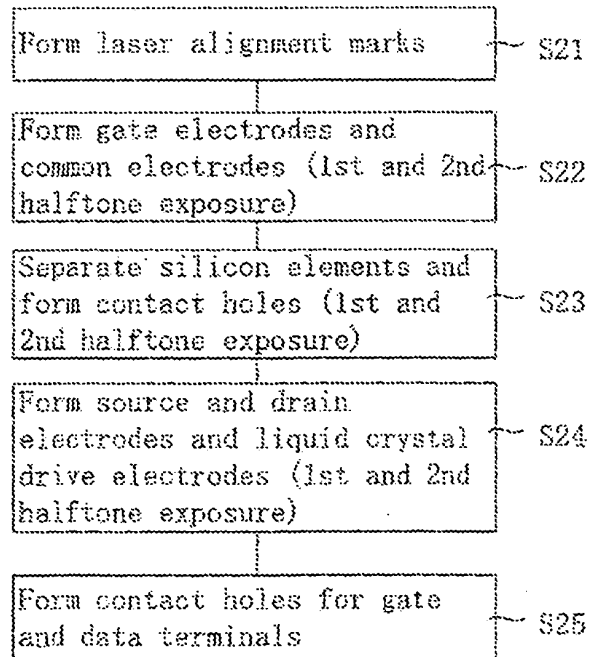 Form laser alignment marks
S21
Form gate electrodes and
common electrodes (1st and 2nd
halftone exposure)
S22
Separate silicon elements and
form contact holes (1st and
2nd halftone exposure)
S23
Form source and drain
electrodes and liquid crystal
drive electrodes (1st and 2nd
halftone exposure)
S24
Form contact holes for gate
and data terminals
S25